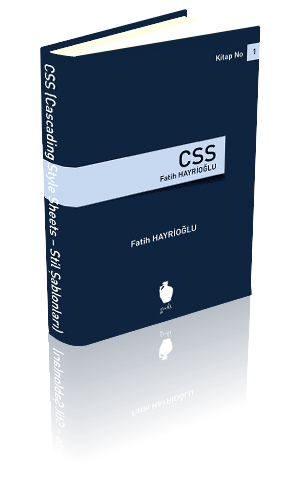 Kitap No 1
CSS
Fatih HAYRİOĞLU
Fatih HAYRİOĞLU
CSS (Cascading Style Sheets – Stil Şablonları)